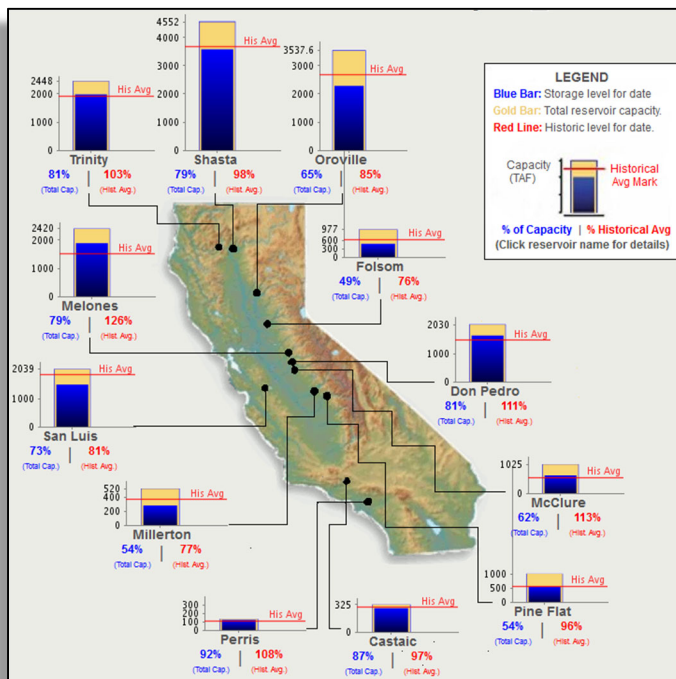 4552
His Avg
4000
3000
2000
1000
0
Shasta
79% | 98%
(Total Cap.) (Hist. Avg.)
2448
His Avg
2000
1000
0
Trinity
81% | 103%
(Total Cap.) (Hist. Avg.)
3537.6
His Avg
3000
2000
1000
0
Oroville
65% | 85%
(Total Cap.) (Hist. Avg.)
LEGEND
Blue Bar: Storage level for date
Gold Bar: Total reservoir capacity.
Red Line: Historic level for date.
Capacity
(TAF)
Historical
Avg Mark
% of Capacity | % Historical Avg
(Click reservoir name for details)
2420
2000
His Avg
1000
0
Melones
79% | 126%
(Total Cap.) (Hist. Avg.)
977
His Avg
600
300
0
Folsom
49% | 76%
(Total Cap.) (Hist. Avg.)
2030
His Avg
1000
0
Don Pedro
81% | 111%
(Total Cap.) (Hist. Avg.)
2039
His Avg
1000
0
San Luis
73% | 81%
(Total Cap.) (Hist. Avg.)
1025
His Avg
0
McClure
62% | 113%
(Total Cap.) (Hist. Avg.)
520
His Avg
400
200
0
Millerton
54% | 77%
(Total Cap.) (Hist. Avg.)
1000
His Avg
500
0
Pine Flat
54% | 96%
(Total Cap.) (Hist. Avg.)
300
200
His Avg
100
0
Perris
92% | 108%
(Total Cap.) (Hist. Avg.)
325
His Avg
0
Castaic
87% | 97%
(Total Cap.) (Hist. Avg.)